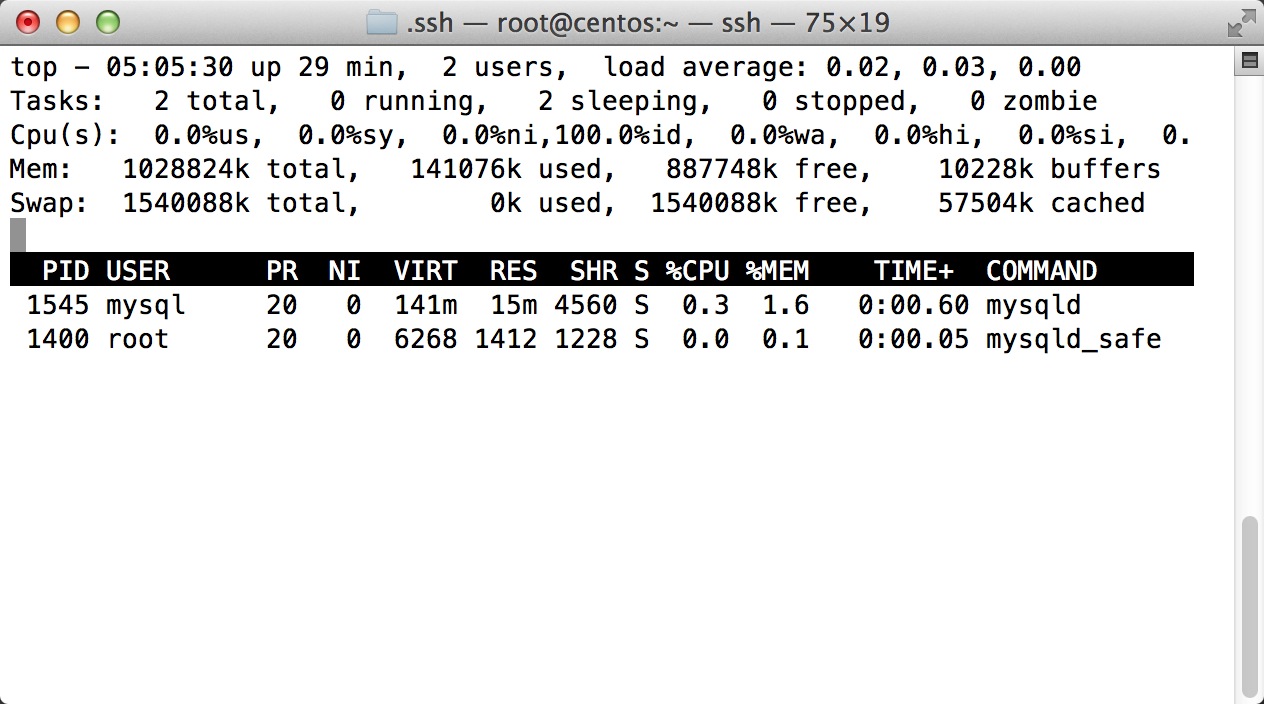 .ssh — root@centos:~ — ssh — 75×19
top - 05:05:30 up 29 min,  2 users,  load average: 0.02, 0.03, 0.00
Tasks:   2 total,   0 running,   2 sleeping,   0 stopped,   0 zombie
Cpu(s):  0.0%us,  0.0%sy,  0.0%ni,100.0%id,  0.0%wa,  0.0%hi,  0.0%si,  0.
Mem:   1028824k total,   141076k used,   887748k free,    10228k buffers
Swap:  1540088k total,        0k used,  1540088k free,    57504k cached
  PID USER      PR  NI  VIRT  RES  SHR S %CPU %MEM    TIME+  COMMAND
 1545 mysql     20   0  141m  15m 4560 S  0.3  1.6   0:00.60 mysqld
 1400 root      20   0  6268 1412 1228 S  0.0  0.1   0:00.05 mysqld_safe